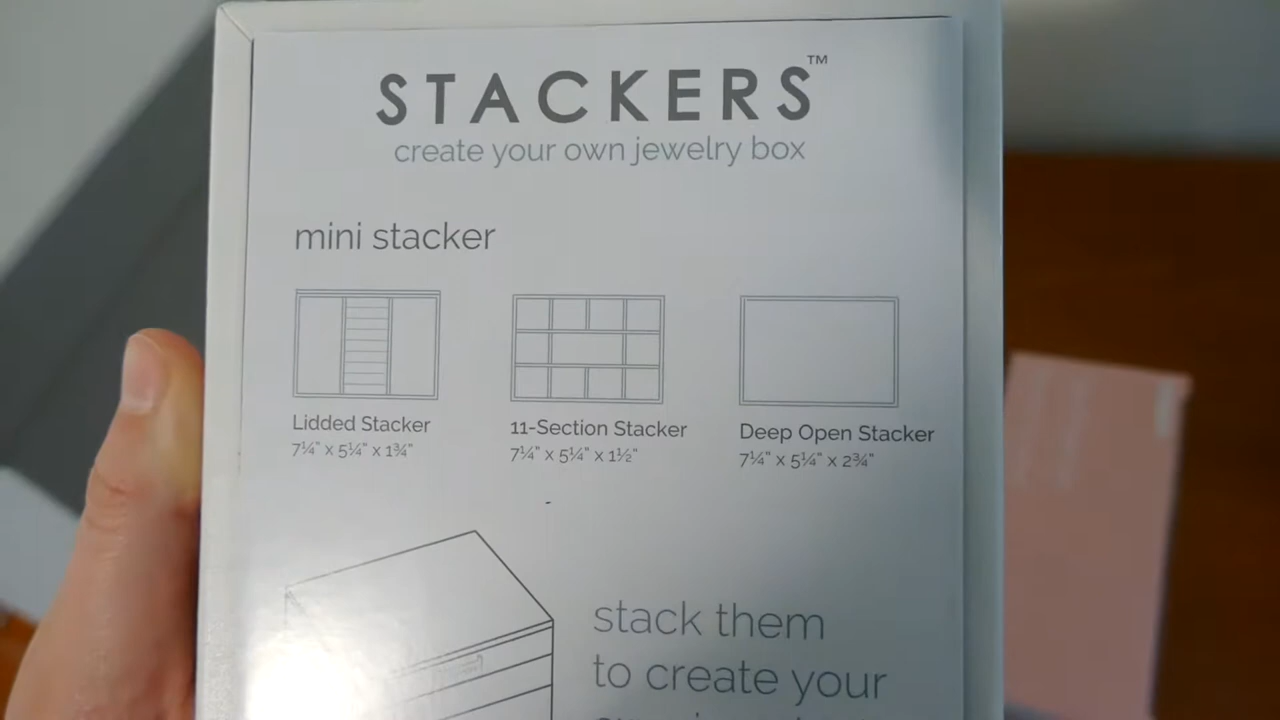 STACKERS™
create your own jewelry box
mini stacker
Lidded Stacker
7¼" x 5¼" x 1¾"
11-Section Stacker
7¼" x 5¼" x 1½"
Deep Open Stacker
7¼" x 5¼" x 2¾"
stack them
to create your